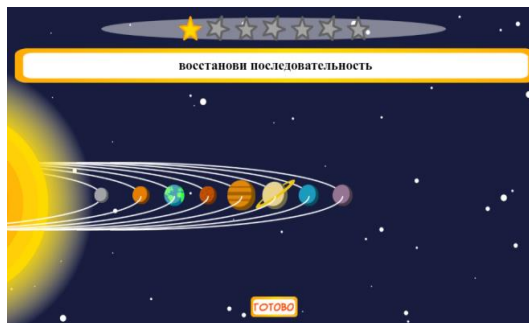 восстанови последовательность
ГОТОВО